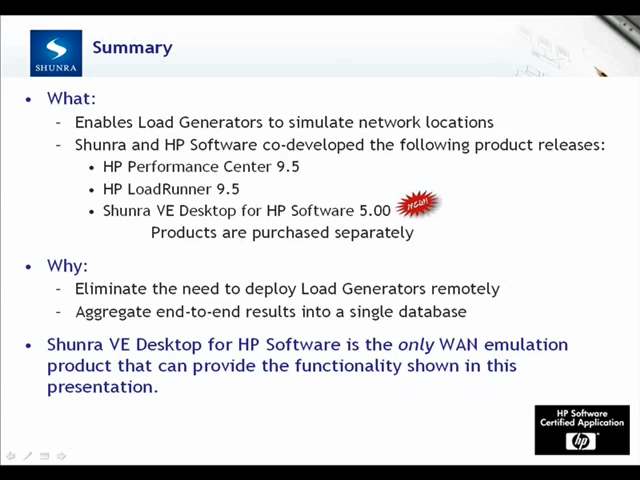 SHUNRA
Summary
• What:
- Enables Load Generators to simulate network locations
- Shunra and HP Software co-developed the following product releases:
• HP Performance Center 9.5
• HP LoadRunner 9.5
• Shunra VE Desktop for HP Software 5.00 NEW!
Products are purchased separately
• Why:
- Eliminate the need to deploy Load Generators remotely
- Aggregate end-to-end results into a single database
• Shunra VE Desktop for HP Software is the only WAN emulation
product that can provide the functionality shown in this
presentation.
HP Software
Certified Application
hp